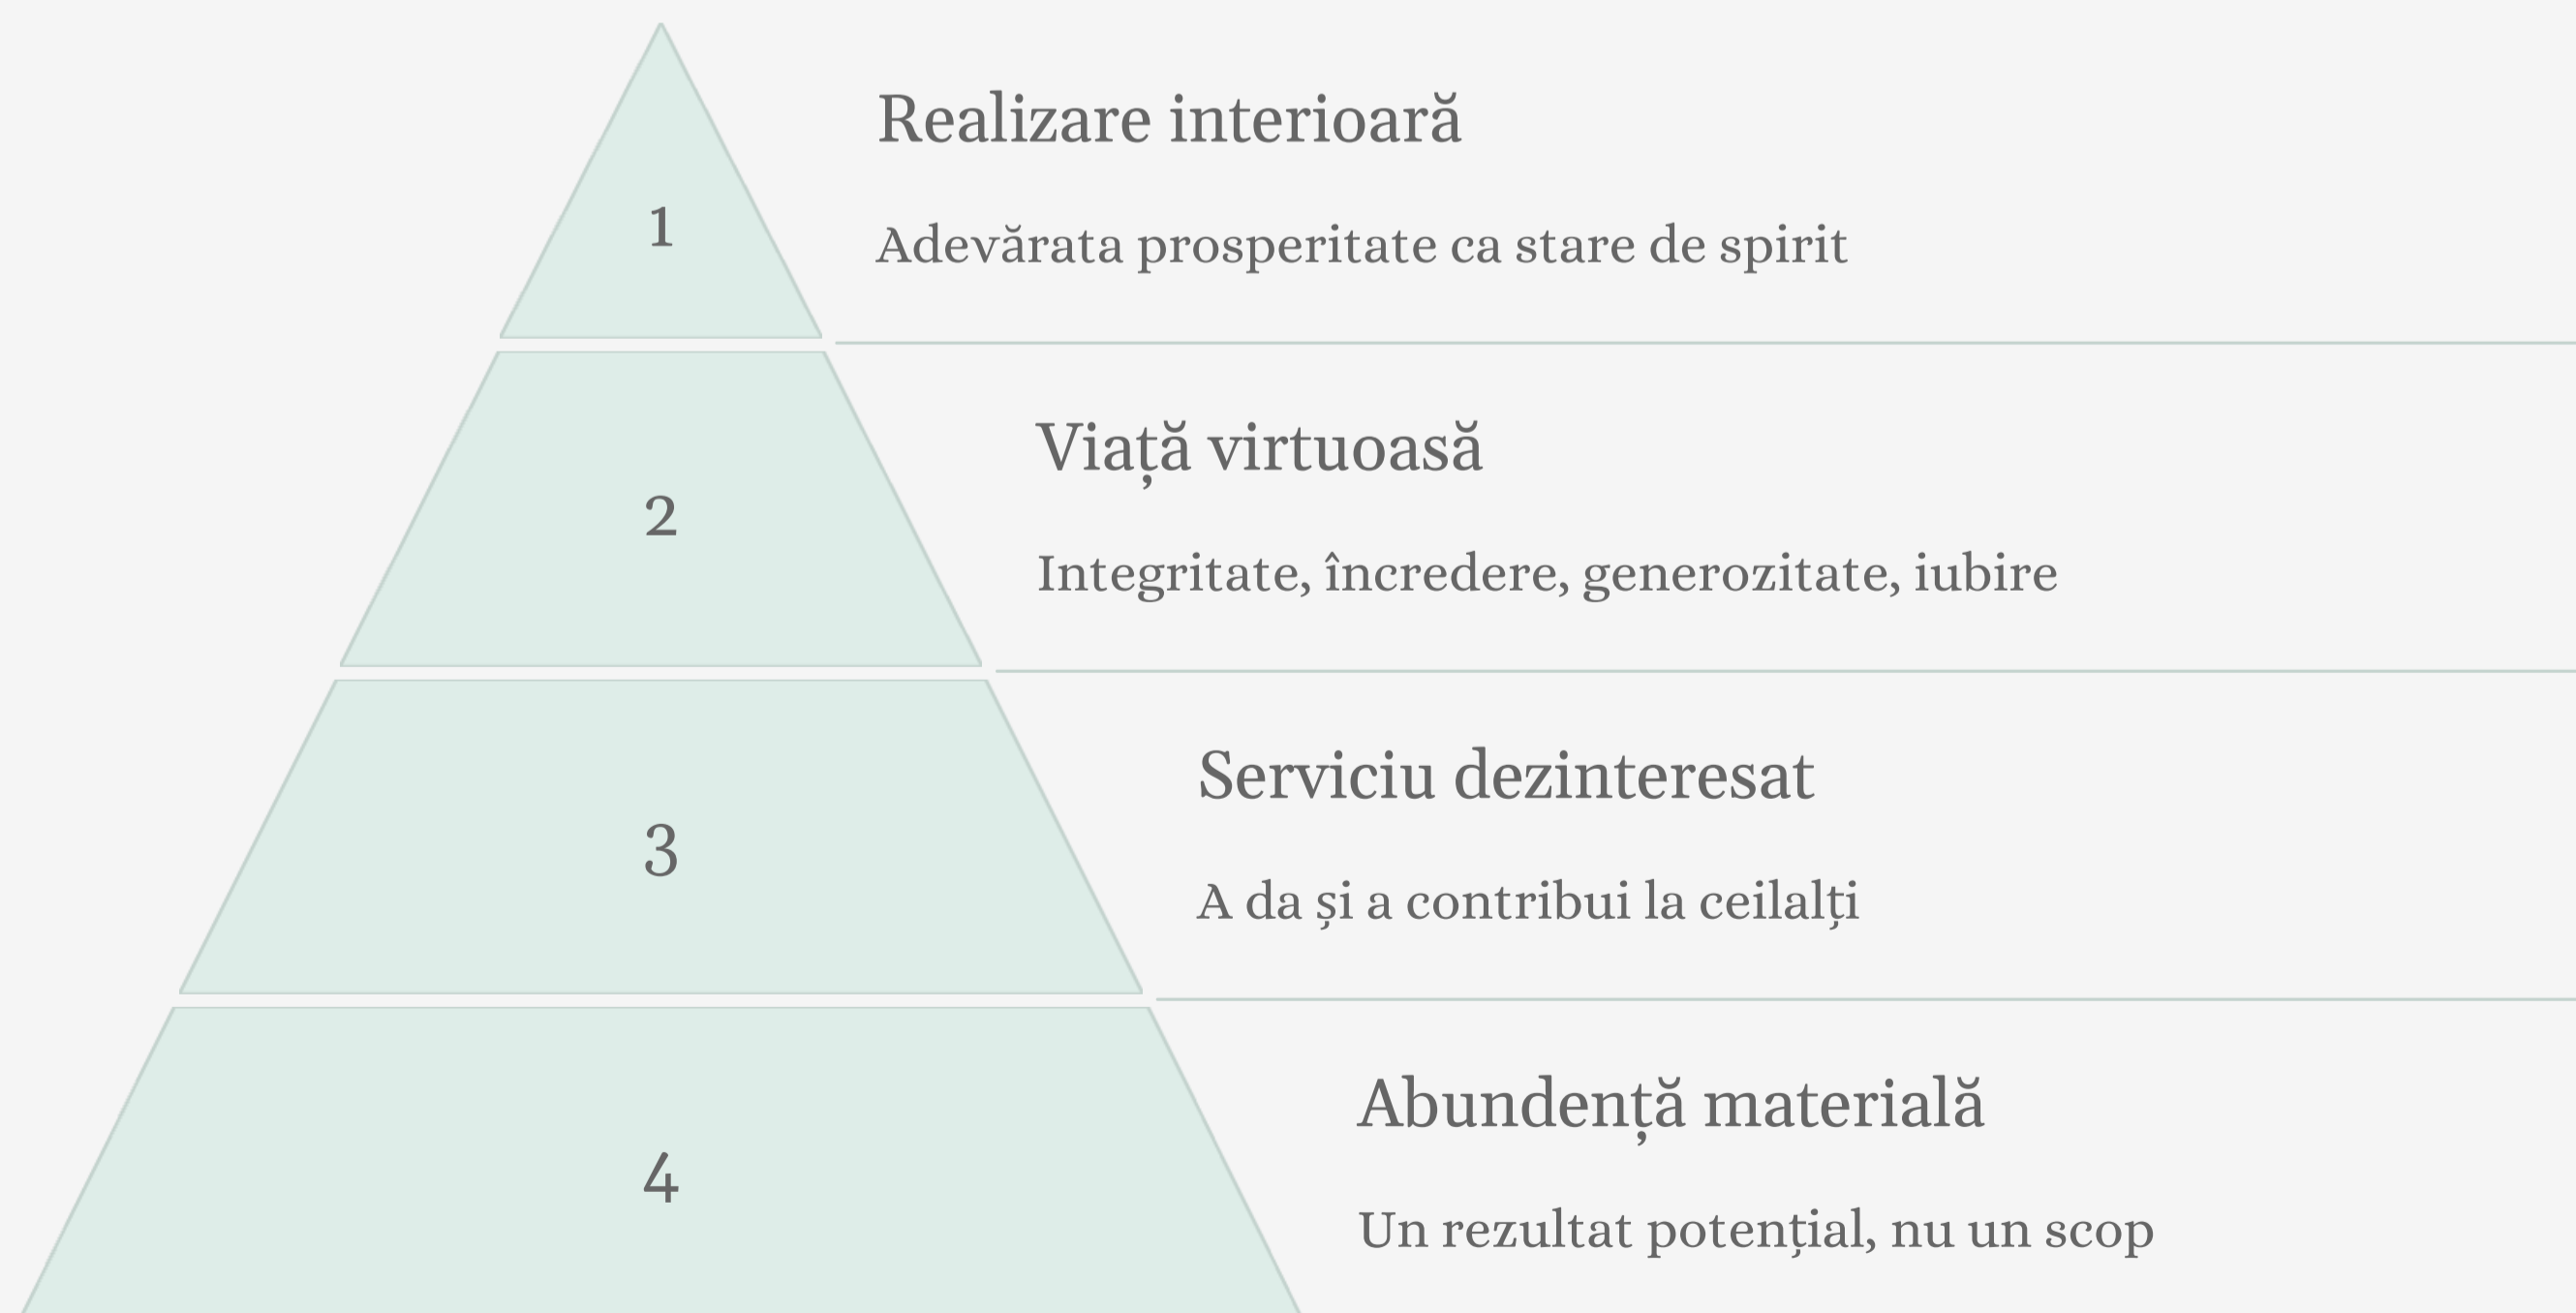 Realizare interioară
1
Adevărata prosperitate ca stare de spirit
Viață virtuoasă
2
Integritate, încredere, generozitate, iubire
Serviciu dezinteresat
3
A da și a contribui la ceilalți
Abundență materială
4
Un rezultat potențial, nu un scop